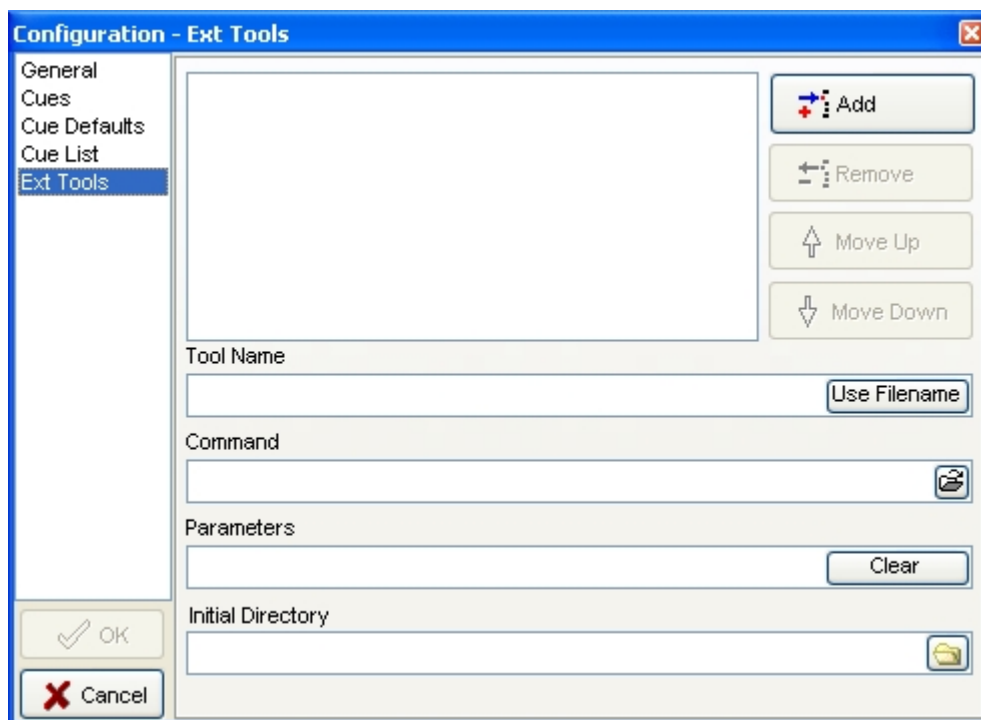 Configuration - Ext Tools
General
Cues
Cue Defaults
Cue List
Ext Tools
Add
Remove
Move Up
Move Down
Tool Name
Use Filename
Command
Parameters
Clear
Initial Directory
OK
Cancel